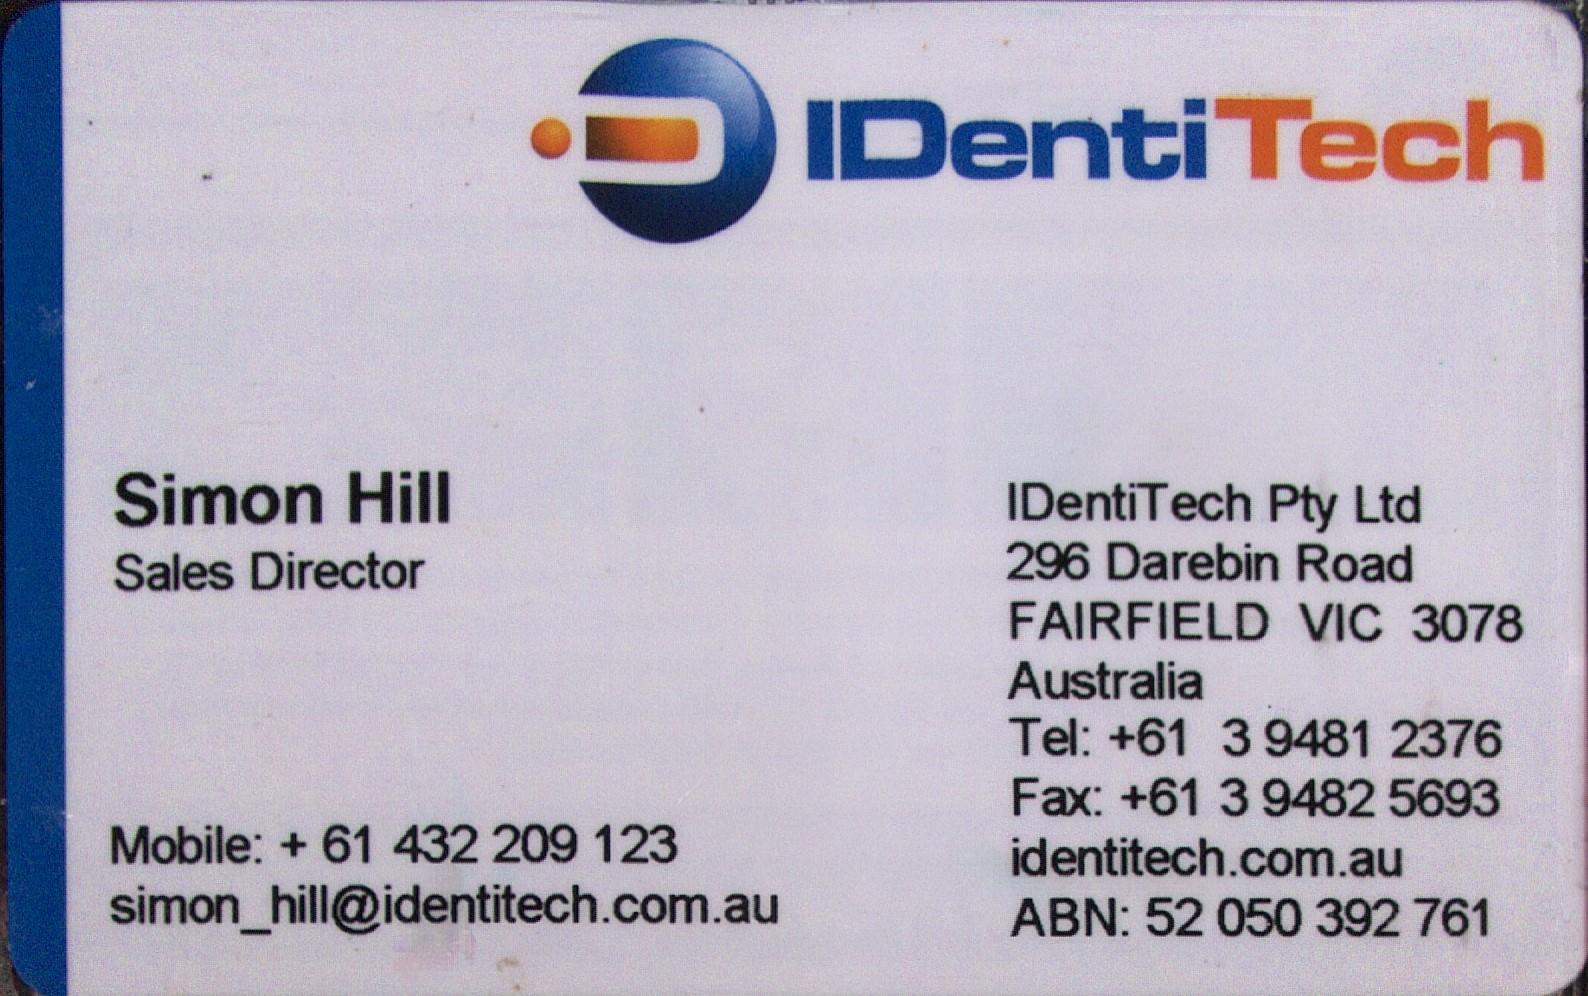 IDentiTech
Simon Hill
Sales Director
Mobile: + 61 432 209 123
simon_hill@identitech.com.au
IDentiTech Pty Ltd
296 Darebin Road
FAIRFIELD VIC 3078
Australia
Tel: +61 3 9481 2376
Fax: +61 3 9482 5693
identitech.com.au
ABN: 52 050 392 761